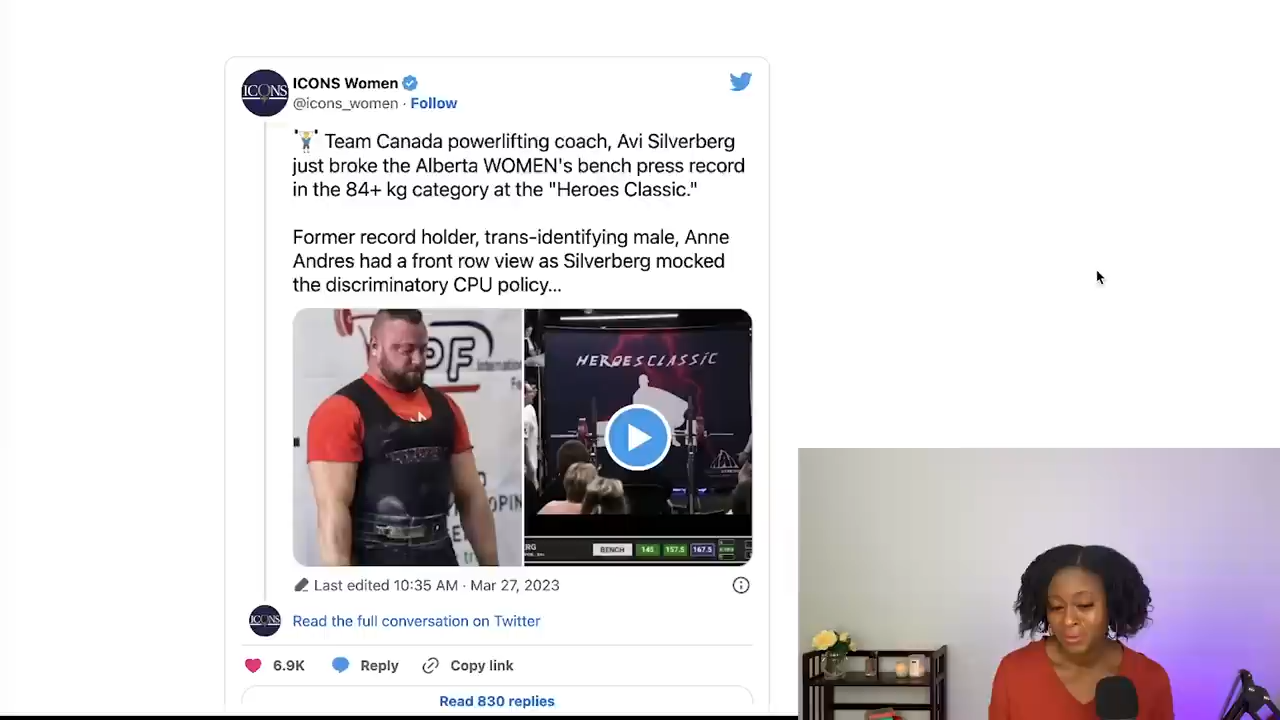 ICONS
ICONS Women
@icons_women · Follow
🏋️ Team Canada powerlifting coach, Avi Silverberg
just broke the Alberta WOMEN's bench press record
in the 84+ kg category at the "Heroes Classic."
Former record holder, trans-identifying male, Anne
Andres had a front row view as Silverberg mocked
the discriminatory CPU policy...
PF
HEROES CLASSIC
BENCH 145 157.5 167.5
Last edited 10:35 AM · Mar 27, 2023
ICONS
Read the full conversation on Twitter
6.9K Reply Copy link
Read 830 replies